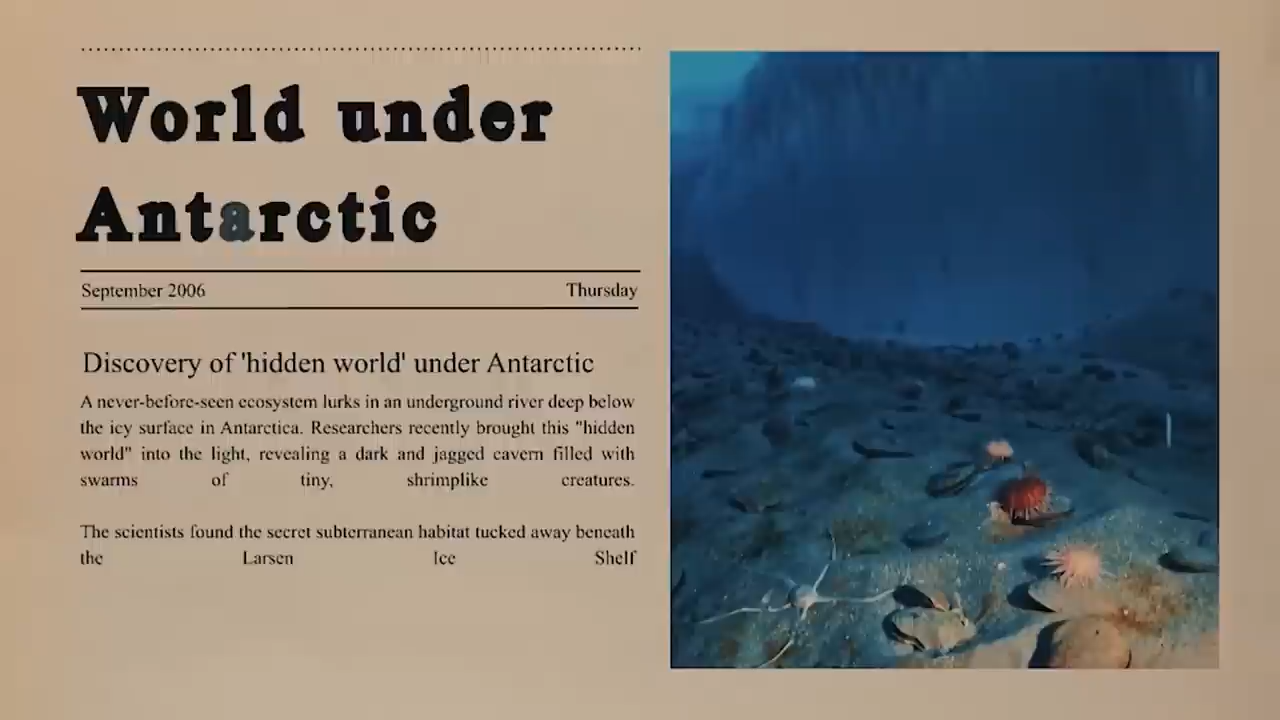 World under
Antarctic
September 2006 Thursday
Discovery of 'hidden world' under Antarctic
A never-before-seen ecosystem lurks in an underground river deep below
the icy surface in Antarctica. Researchers recently brought this "hidden
world" into the light, revealing a dark and jagged cavern filled with
swarms of tiny, shrimplike creatures.
The scientists found the secret subterranean habitat tucked away beneath
the Larsen Ice Shelf